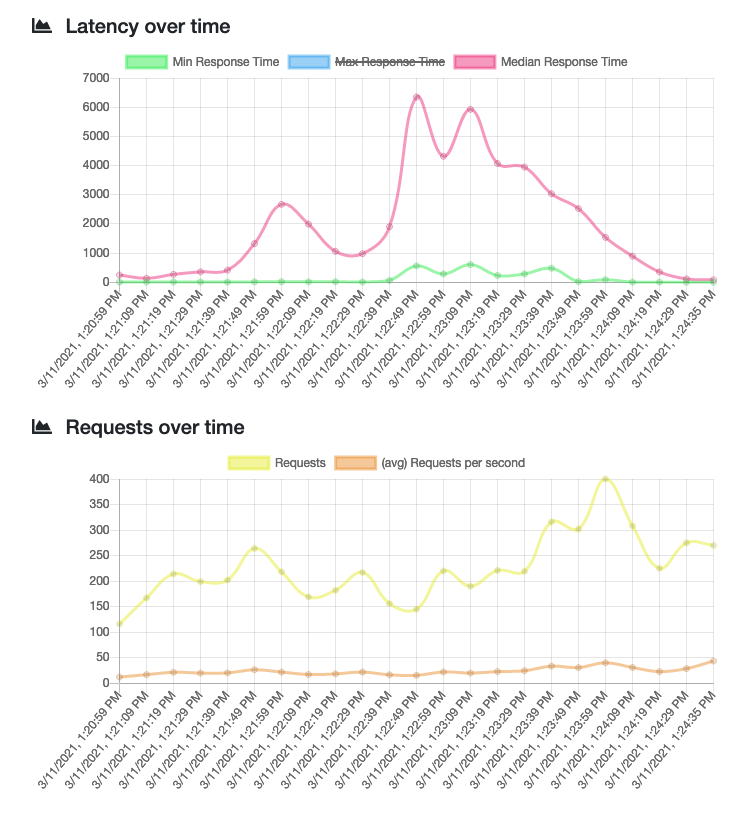 Latency over time
Min Response Time Max Response Time Median Response Time
7000
6000
5000
4000
3000
2000
1000
0
3/11/2021, 1:20:59 PM
3/11/2021, 1:21:09 PM
3/11/2021, 1:21:19 PM
3/11/2021, 1:21:29 PM
3/11/2021, 1:21:39 PM
3/11/2021, 1:21:49 PM
3/11/2021, 1:21:59 PM
3/11/2021, 1:22:09 PM
3/11/2021, 1:22:19 PM
3/11/2021, 1:22:29 PM
3/11/2021, 1:22:39 PM
3/11/2021, 1:22:49 PM
3/11/2021, 1:22:59 PM
3/11/2021, 1:23:09 PM
3/11/2021, 1:23:19 PM
3/11/2021, 1:23:29 PM
3/11/2021, 1:23:39 PM
3/11/2021, 1:23:49 PM
3/11/2021, 1:23:59 PM
3/11/2021, 1:24:09 PM
3/11/2021, 1:24:19 PM
3/11/2021, 1:24:29 PM
3/11/2021, 1:24:35 PM
Requests over time
Requests (avg) Requests per second
400
350
300
250
200
150
100
50
0
3/11/2021, 1:20:59 PM
3/11/2021, 1:21:09 PM
3/11/2021, 1:21:19 PM
3/11/2021, 1:21:29 PM
3/11/2021, 1:21:39 PM
3/11/2021, 1:21:49 PM
3/11/2021, 1:21:59 PM
3/11/2021, 1:22:09 PM
3/11/2021, 1:22:19 PM
3/11/2021, 1:22:29 PM
3/11/2021, 1:22:39 PM
3/11/2021, 1:22:49 PM
3/11/2021, 1:22:59 PM
3/11/2021, 1:23:09 PM
3/11/2021, 1:23:19 PM
3/11/2021, 1:23:29 PM
3/11/2021, 1:23:39 PM
3/11/2021, 1:23:49 PM
3/11/2021, 1:23:59 PM
3/11/2021, 1:24:09 PM
3/11/2021, 1:24:19 PM
3/11/2021, 1:24:29 PM
3/11/2021, 1:24:35 PM